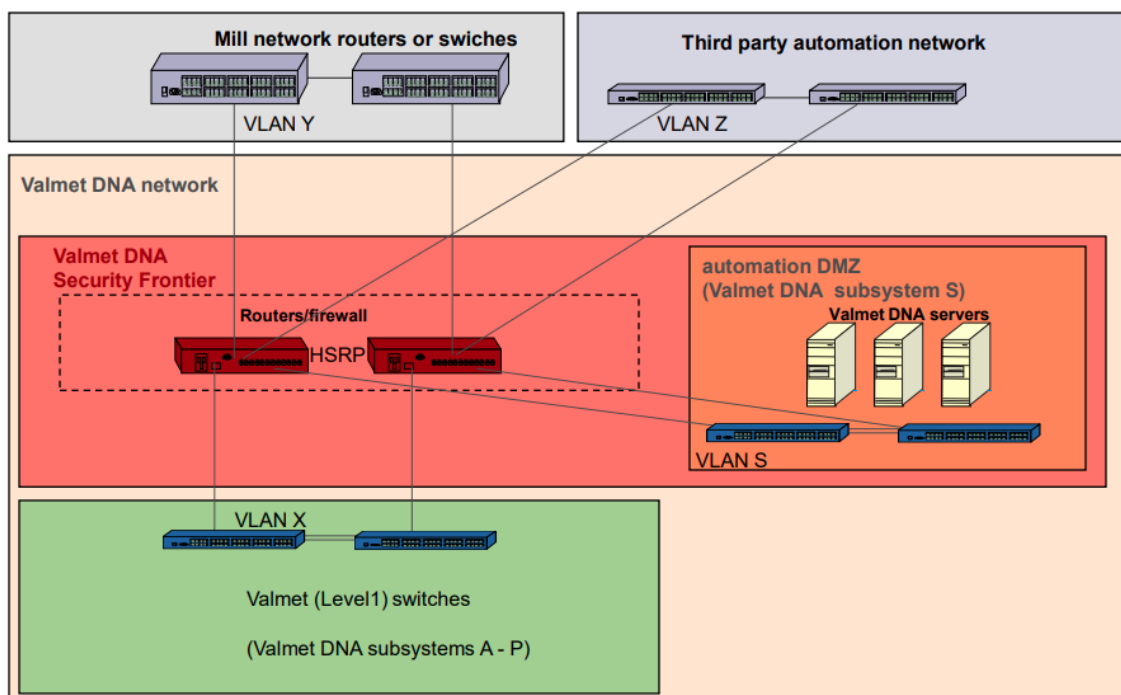 Mill network routers or swiches
VLAN Y
Third party automation network
VLAN Z
Valmet DNA network
Valmet DNA
Security Frontier
Routers/firewall
HSRP
automation DMZ
(Valmet DNA subsystem S)
Valmet DNA servers
VLAN S
VLAN X
Valmet (Level1) switches
(Valmet DNA subsystems A - P)